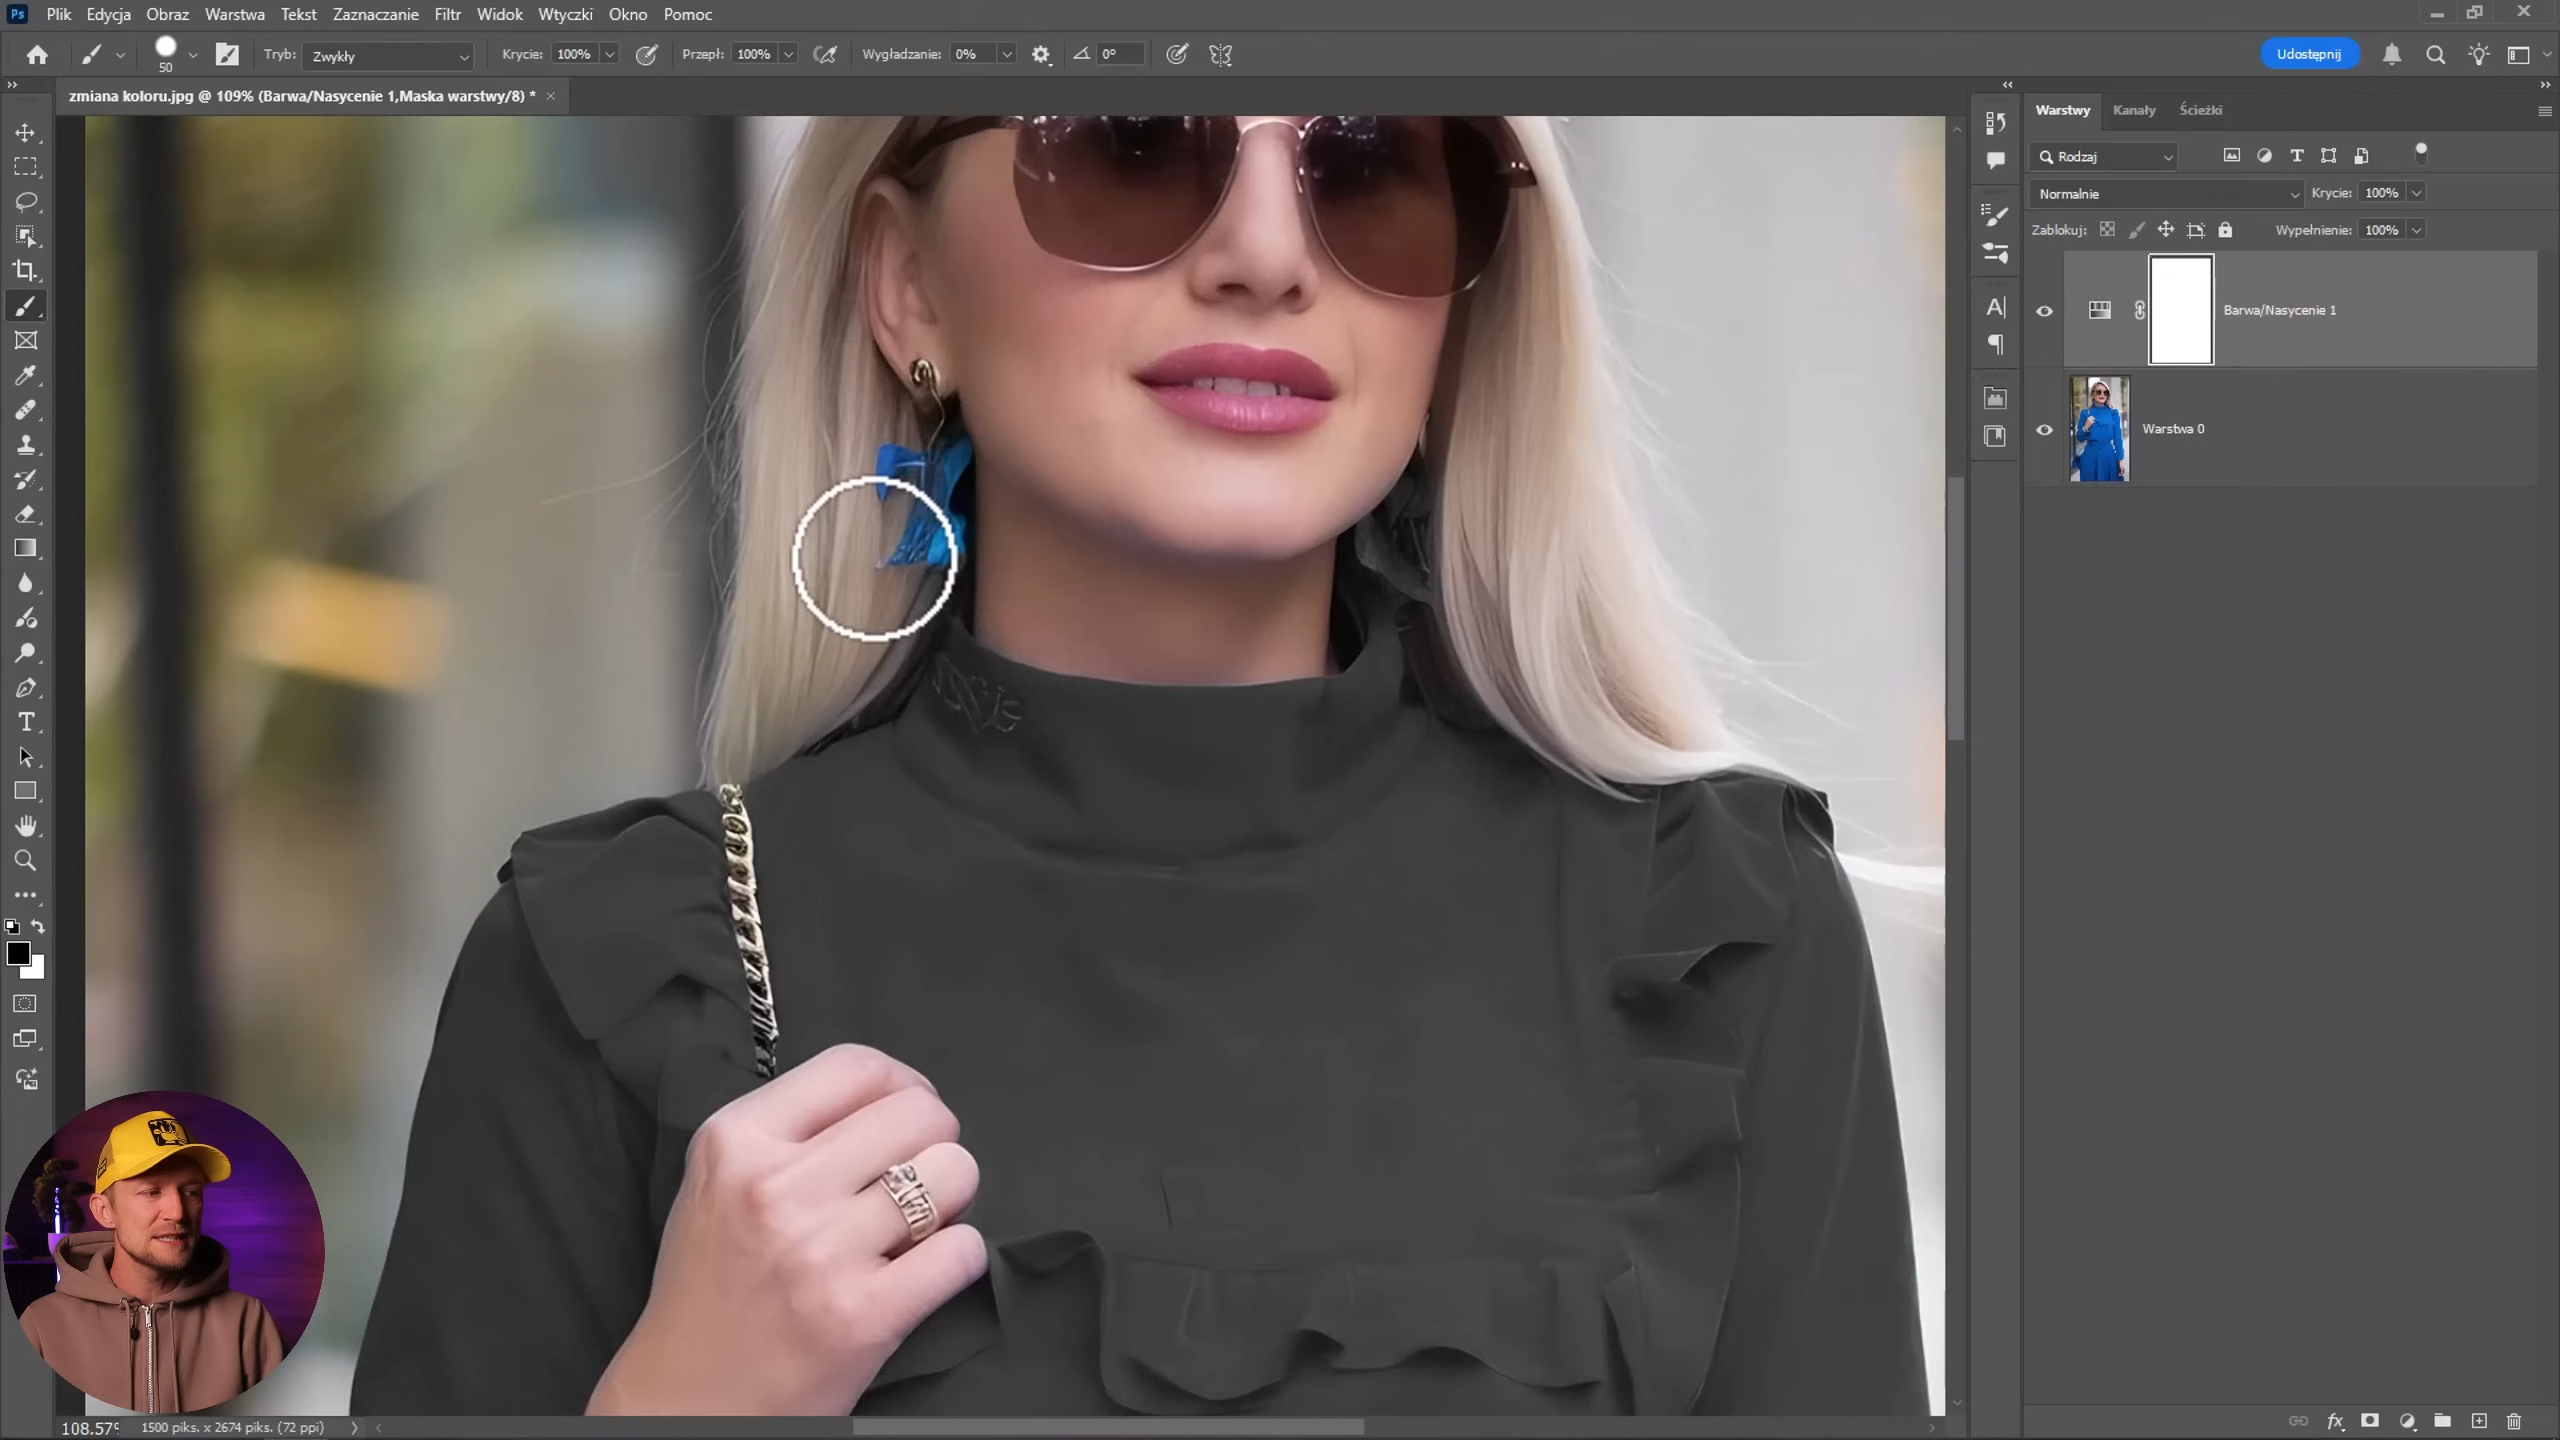 Ps Plik Edycja Obraz Warstwa Tekst Zaznaczanie Filtr Widok Wtyczki Okno Pomoc
50 Tryb: Zwykły Krycie: 100% Przepł: 100% Wygładzanie: 0% 0° Udostępnij
zmiana koloru.jpg @ 109% (Barwa/Nasycenie 1,Maska warstwy/8) *
Warstwy Kanały Ścieżki
Rodzaj
Normalnie Krycie: 100%
Zablokuj: Wypełnienie: 100%
Barwa/Nasycenie 1
Warstwa 0
108.57% 1500 piks. x 2674 piks. (72 ppi)